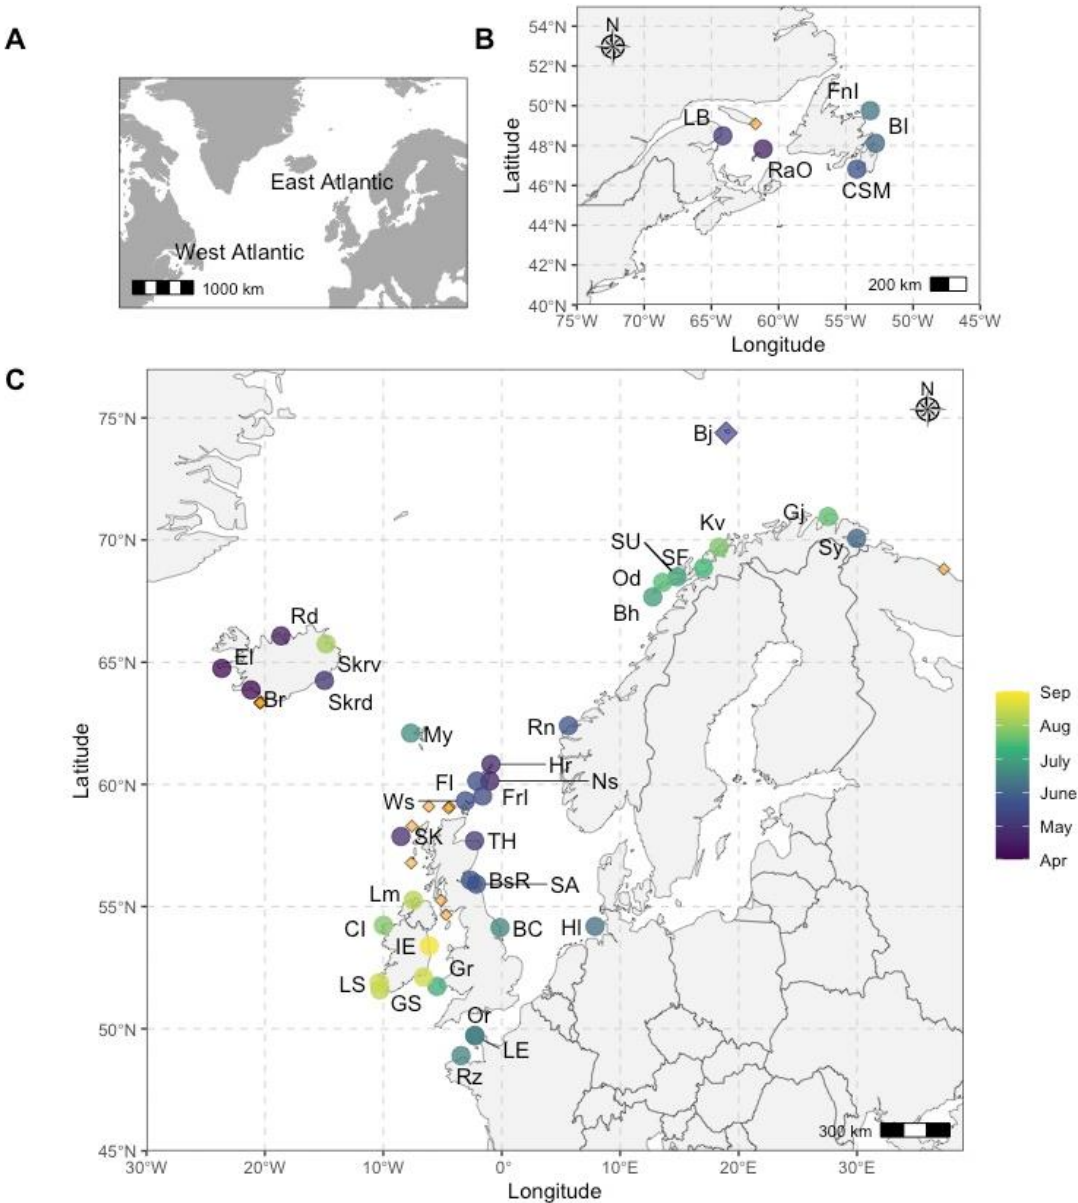 A
East Atlantic
West Atlantic
1000 km
B
N
54°N
52°N
50°N
48°N
46°N
44°N
42°N
40°N
Latitude
FnI
LB
BI
RaO
CSM
200 km
75°W 70°W 65°W 60°W 55°W 50°W 45°W
Longitude
C
N
75°N
70°N
65°N
60°N
55°N
50°N
45°N
Latitude
Bj
Gj
Kv
SU
SF
Sy
Od
Bh
Rd
El
Skrv
Br
Skrd
My
Rn
Hr
FI
Ns
Ws
Frl
SK
TH
BsR
SA
Lm
CI
BC
Hl
IE
Gr
LS
GS
Or
LE
Rz
300 km
30°W 20°W 10°W 0° 10°E 20°E 30°E
Longitude
Sep
Aug
July
June
May
Apr